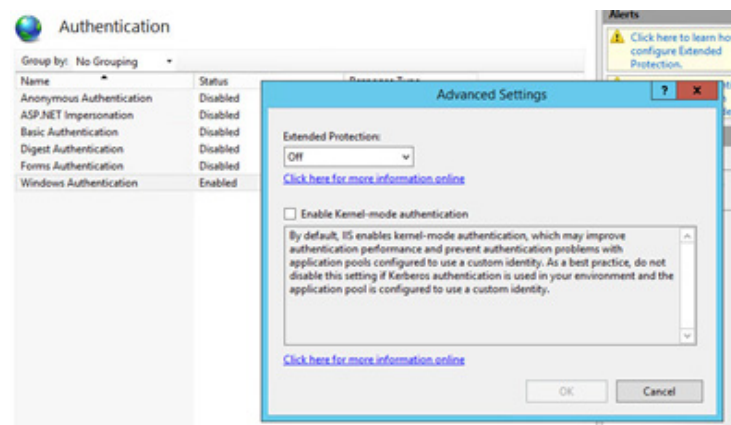 Authentication
Alerts
Click here to learn ho
configure Extended
Protection.
Group by: No Grouping
Name Status Response Type
Anonymous Authentication Disabled
ASP.NET Impersonation Disabled
Basic Authentication Disabled
Digest Authentication Disabled
Forms Authentication Disabled
Windows Authentication Enabled
Advanced Settings
? x
Extended Protection:
Off
Click here for more information online
Enable Kernel-mode authentication
By default, IIS enables kernel-mode authentication, which may improve
authentication performance and prevent authentication problems with
application pools configured to use a custom identity. As a best practice, do not
disable this setting if Kerberos authentication is used in your environment and the
application pool is configured to use a custom identity.
Click here for more information online
OK Cancel